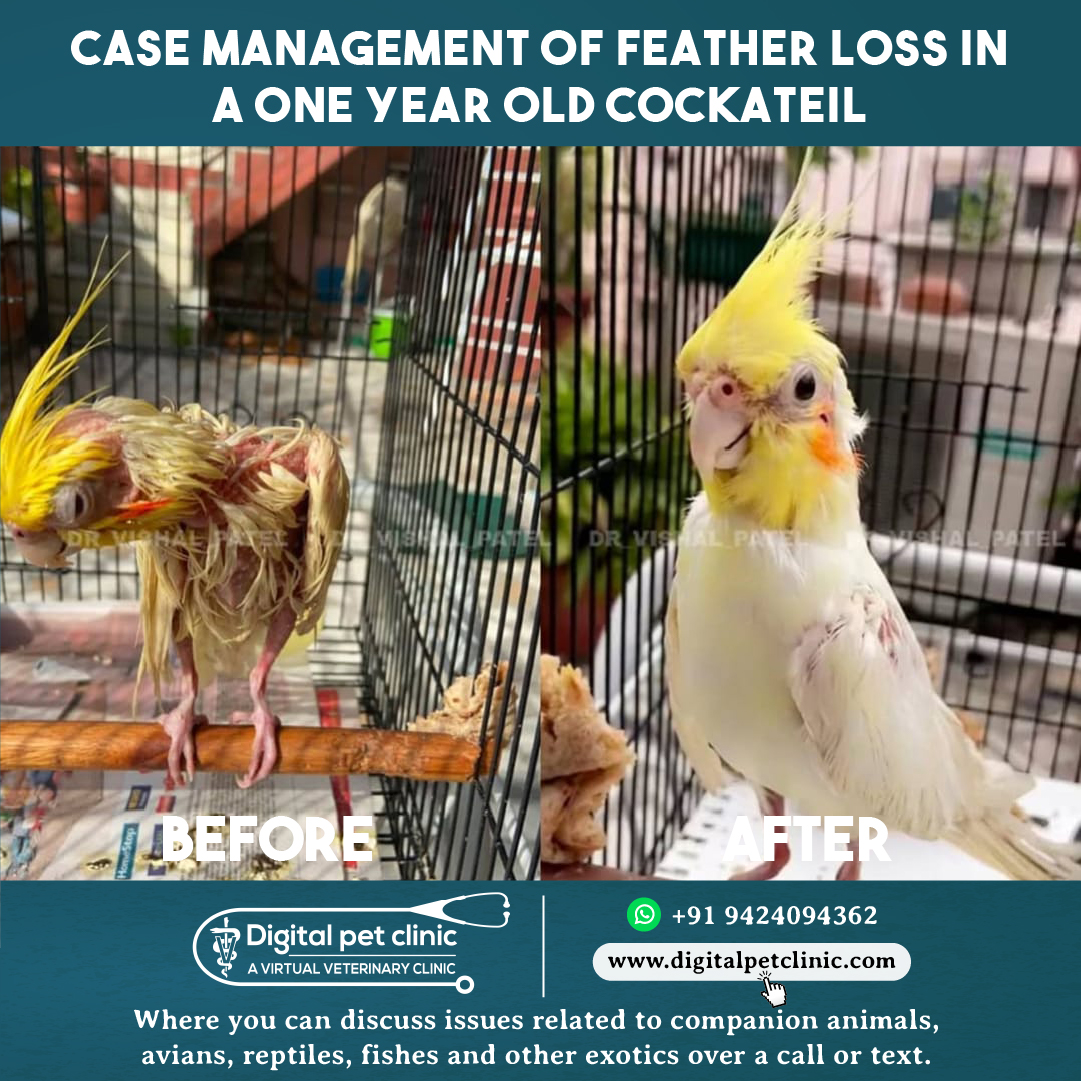 CASE MANAGEMENT OF FEATHER LOSS IN
A ONE YEAR OLD COCKATEIL
DR_VISHAL_PATEL DR_VISHAL_PATEL DR_VISHAL_PATEL DR_VISHAL_PATEL
HomeStop
BEFORE
AFTER
Digital pet clinic
A VIRTUAL VETERINARY CLINIC
+91 9424094362
www.digitalpetclinic.com
Where you can discuss issues related to companion animals,
avians, reptiles, fishes and other exotics over a call or text.